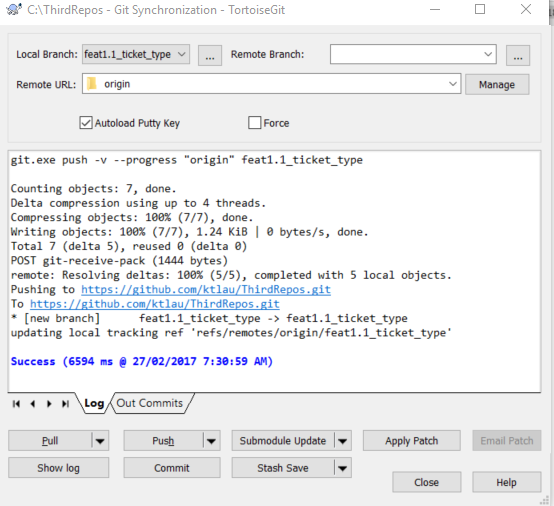 C:\ThirdRepos - Git Synchronization - TortoiseGit
Local Branch: feat1.1_ticket_type ... Remote Branch: ...
Remote URL: origin Manage
Autoload Putty Key Force
git.exe push -v --progress "origin" feat1.1_ticket_type
Counting objects: 7, done.
Delta compression using up to 4 threads.
Compressing objects: 100% (7/7), done.
Writing objects: 100% (7/7), 1.24 KiB | 0 bytes/s, done.
Total 7 (delta 5), reused 0 (delta 0)
POST git-receive-pack (1444 bytes)
remote: Resolving deltas: 100% (5/5), completed with 5 local objects.
Pushing to https://github.com/ktlau/ThirdRepos.git
To https://github.com/ktlau/ThirdRepos.git
* [new branch] feat1.1_ticket_type -> feat1.1_ticket_type
updating local tracking ref 'refs/remotes/origin/feat1.1_ticket_type'
Success (6594 ms @ 27/02/2017 7:30:59 AM)
Log Out Commits
Pull Push Submodule Update Apply Patch Email Patch
Show log Commit Stash Save
Close Help